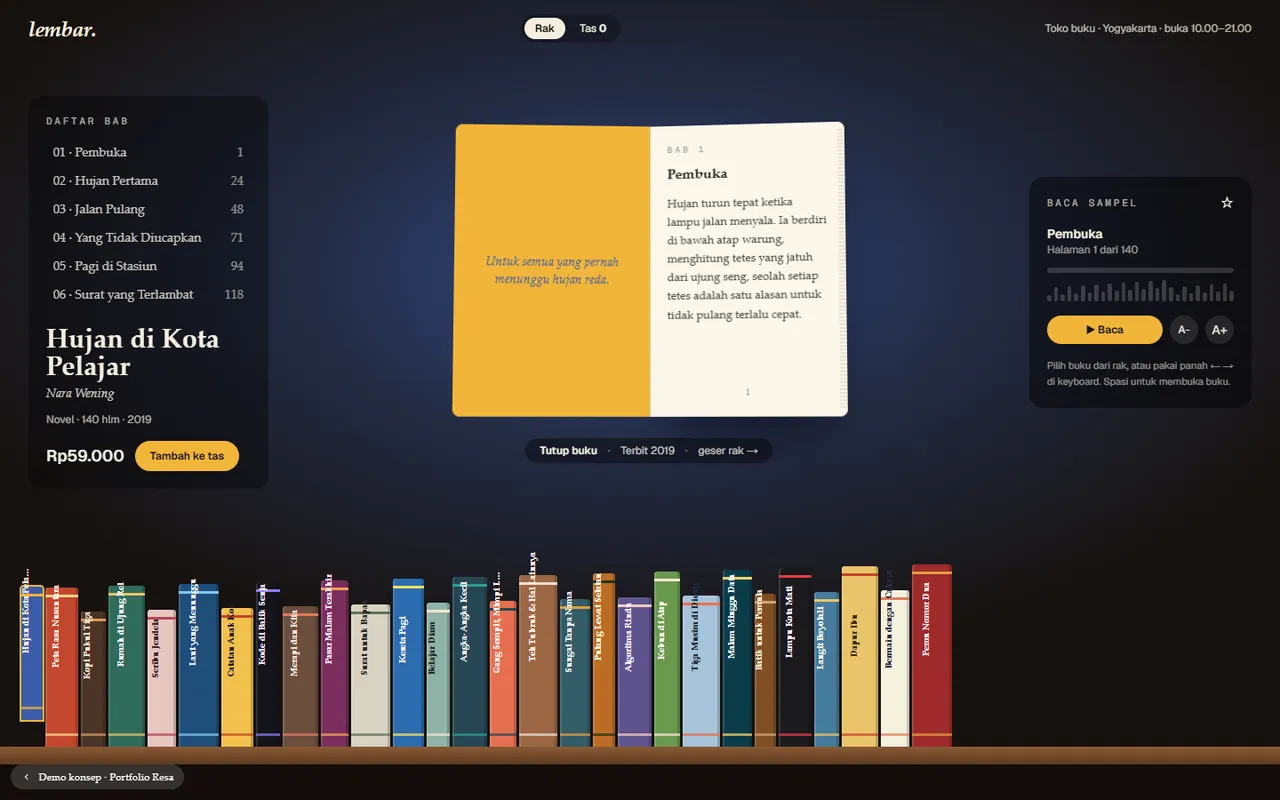 lembar.
Rak
Tas 0
Toko buku · Yogyakarta · buka 10.00–21.00
DAFTAR BAB
01 · Pembuka 1
02 · Hujan Pertama 24
03 · Jalan Pulang 48
04 · Yang Tidak Diucapkan 71
05 · Pagi di Stasiun 94
06 · Surat yang Terlambat 118
Hujan di Kota
Pelajar
Nara Wening
Novel · 140 hlm · 2019
Rp59.000
Tambah ke tas
Untuk semua yang pernah
menunggu hujan reda.
BAB 1
Pembuka
Hujan turun tepat ketika
lampu jalan menyala. Ia berdiri
di bawah atap warung,
menghitung tetes yang jatuh
dari ujung seng, seolah setiap
tetes adalah satu alasan untuk
tidak pulang terlalu cepat.
1
Tutup buku · Terbit 2019 · geser rak →
BACA SAMPEL
Pembuka
Halaman 1 dari 140
▶ Baca
A−
A+
Pilih buku dari rak, atau pakai panah ← →
di keyboard. Spasi untuk membuka buku.
Hujan di Kota
Peta Rasa
Kopi Pukul Tiga
Rumah di Ujung Rel
Seribu Jendela
Laut yang Menunggu
Catatan Anak
Kode di Balik Senja
Merapi dan Kita
Pasar Malam Terakhir
Surat untuk Bapak
Kereta Pagi
Belajar Diam
Angka-Angka Kecil
Gang Sempit, Mimpi L...
Teh Tubruk & Hal Lainnya
Sungai Tanpa Nama
Pulang Lewat Selatan
Algoritma Rindu
Kebun di Atap
Tiga Musim di
Malam Minggu Data
Batik untuk Pemula
Lampu Kota Mati
Langit Boyolali
Dapur Ibu
Bermain dengan
Pasar Nomor Dua
‹ Demo konsep · Portfolio Resa